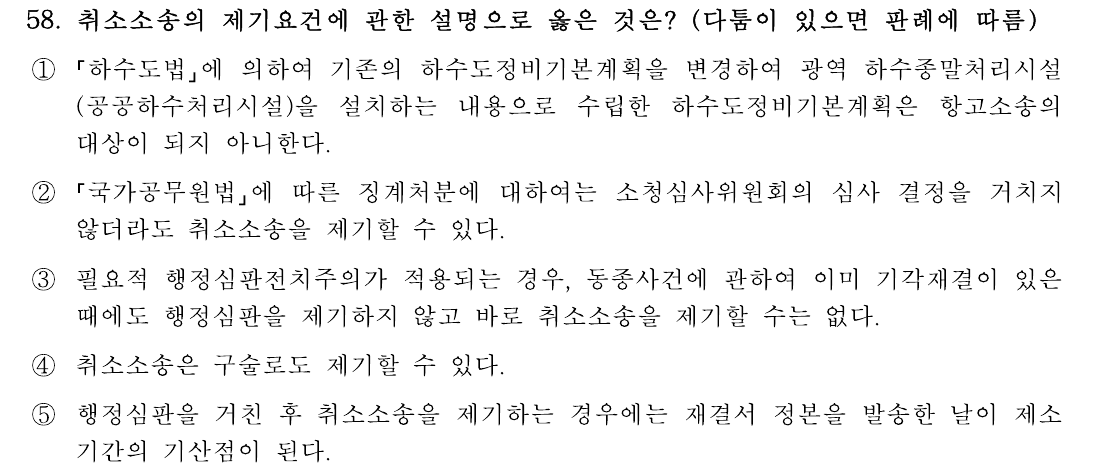 58. 취소소송의 제기요건에 관한 설명으로 옳은 것은? (다툼이 있으면 판례에 따름)
① 「하수도법」에 의하여 기존의 하수도정비기본계획을 변경하여 광역 하수종말처리시설
(공공하수처리시설)을 설치하는 내용으로 수립한 하수도정비기본계획은 항고소송의
대상이 되지 아니한다.
② 「국가공무원법」에 따른 징계처분에 대하여는 소청심사위원회의 심사 결정을 거치지
않더라도 취소소송을 제기할 수 있다.
③ 필요적 행정심판전치주의가 적용되는 경우, 동종사건에 관하여 이미 기각재결이 있은
때에도 행정심판을 제기하지 않고 바로 취소소송을 제기할 수는 없다.
④ 취소소송은 구술로도 제기할 수 있다.
⑤ 행정심판을 거친 후 취소소송을 제기하는 경우에는 재결서 정본을 발송한 날이 제소
기간의 기산점이 된다.